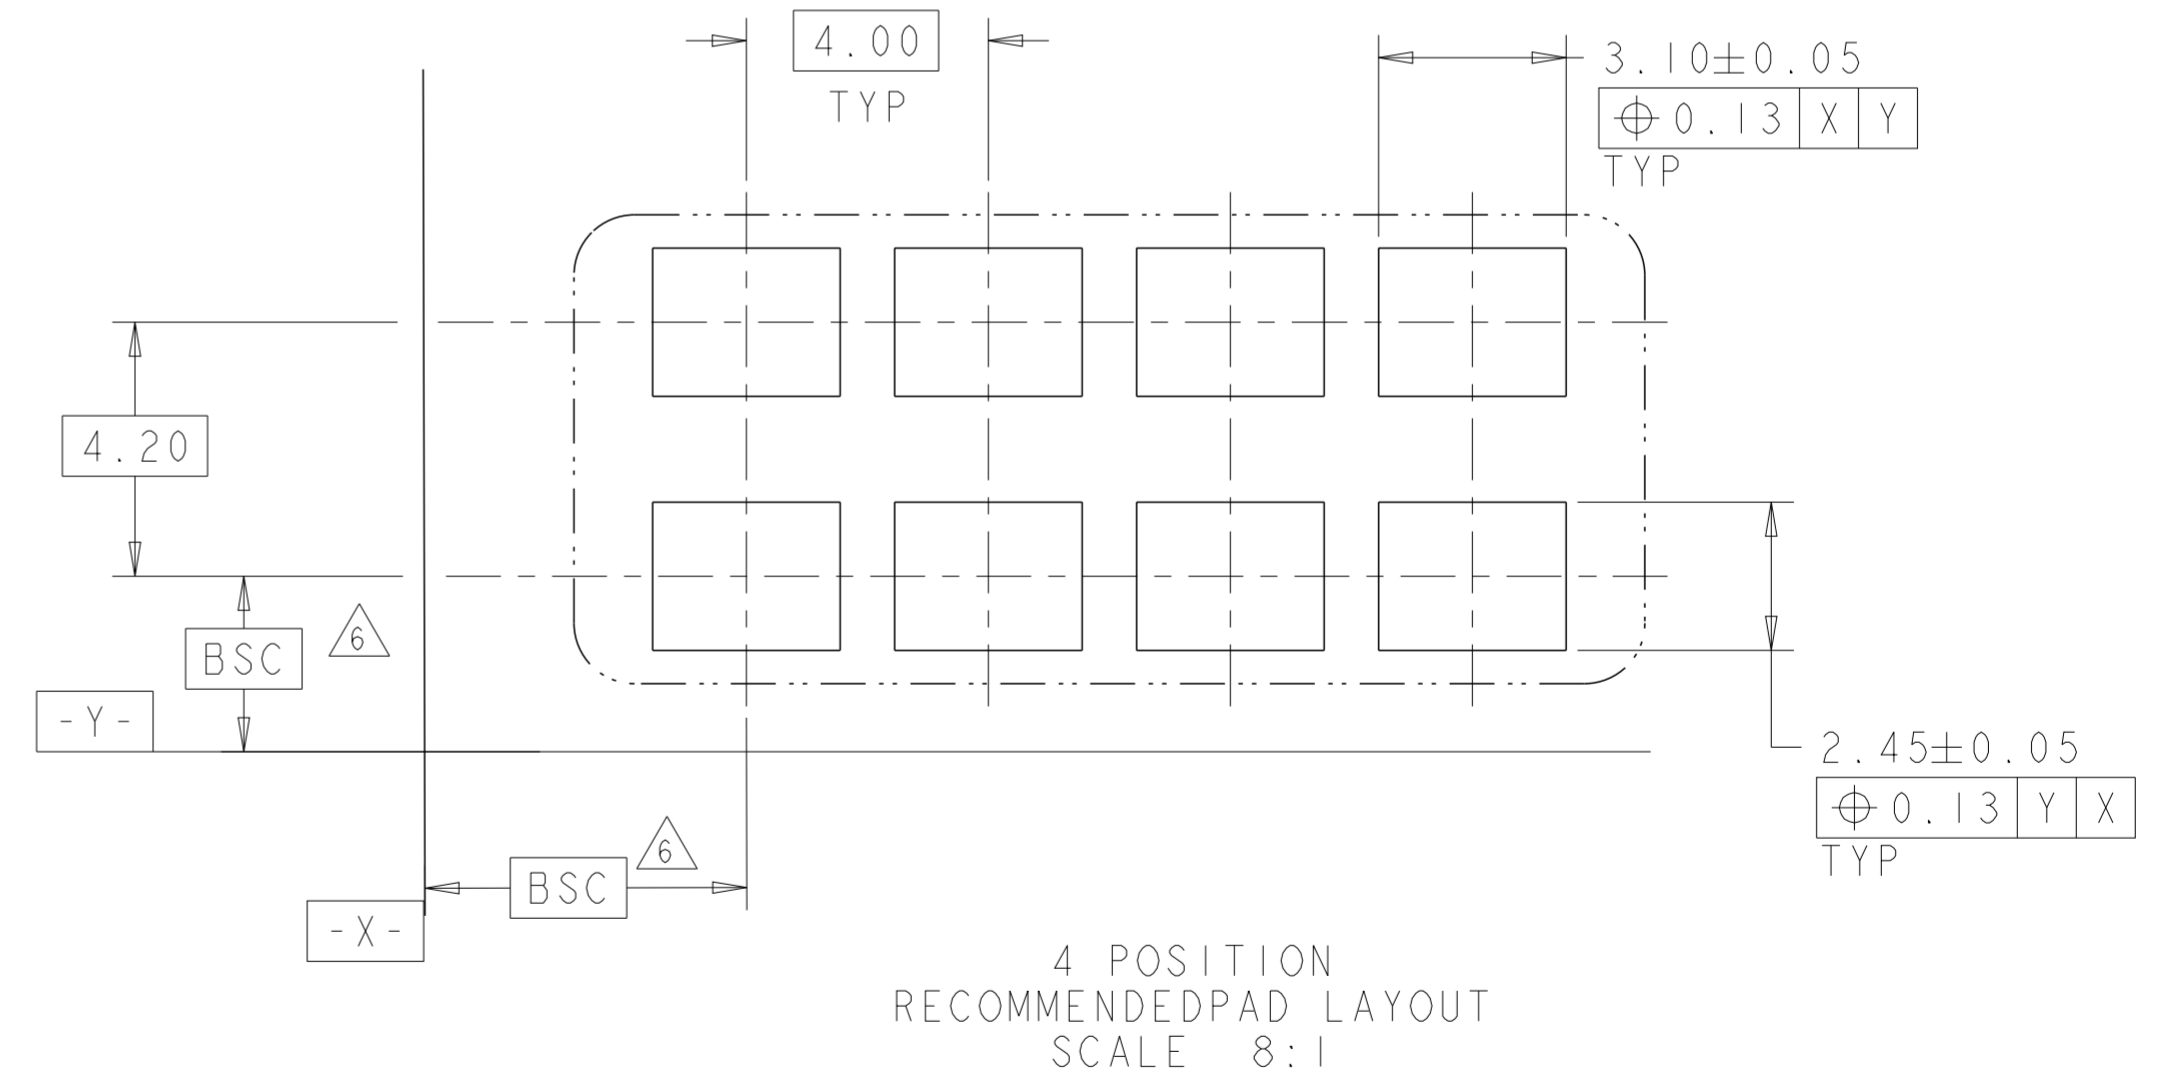 4.00
TYP
3.10±0.05
⌖ 0.13 X Y
TYP
4.20
BSC 6
-Y-
2.45±0.05
⌖ 0.13 Y X
TYP
BSC 6
-X-
4 POSITION
RECOMMENDEDPAD LAYOUT
SCALE 8:1